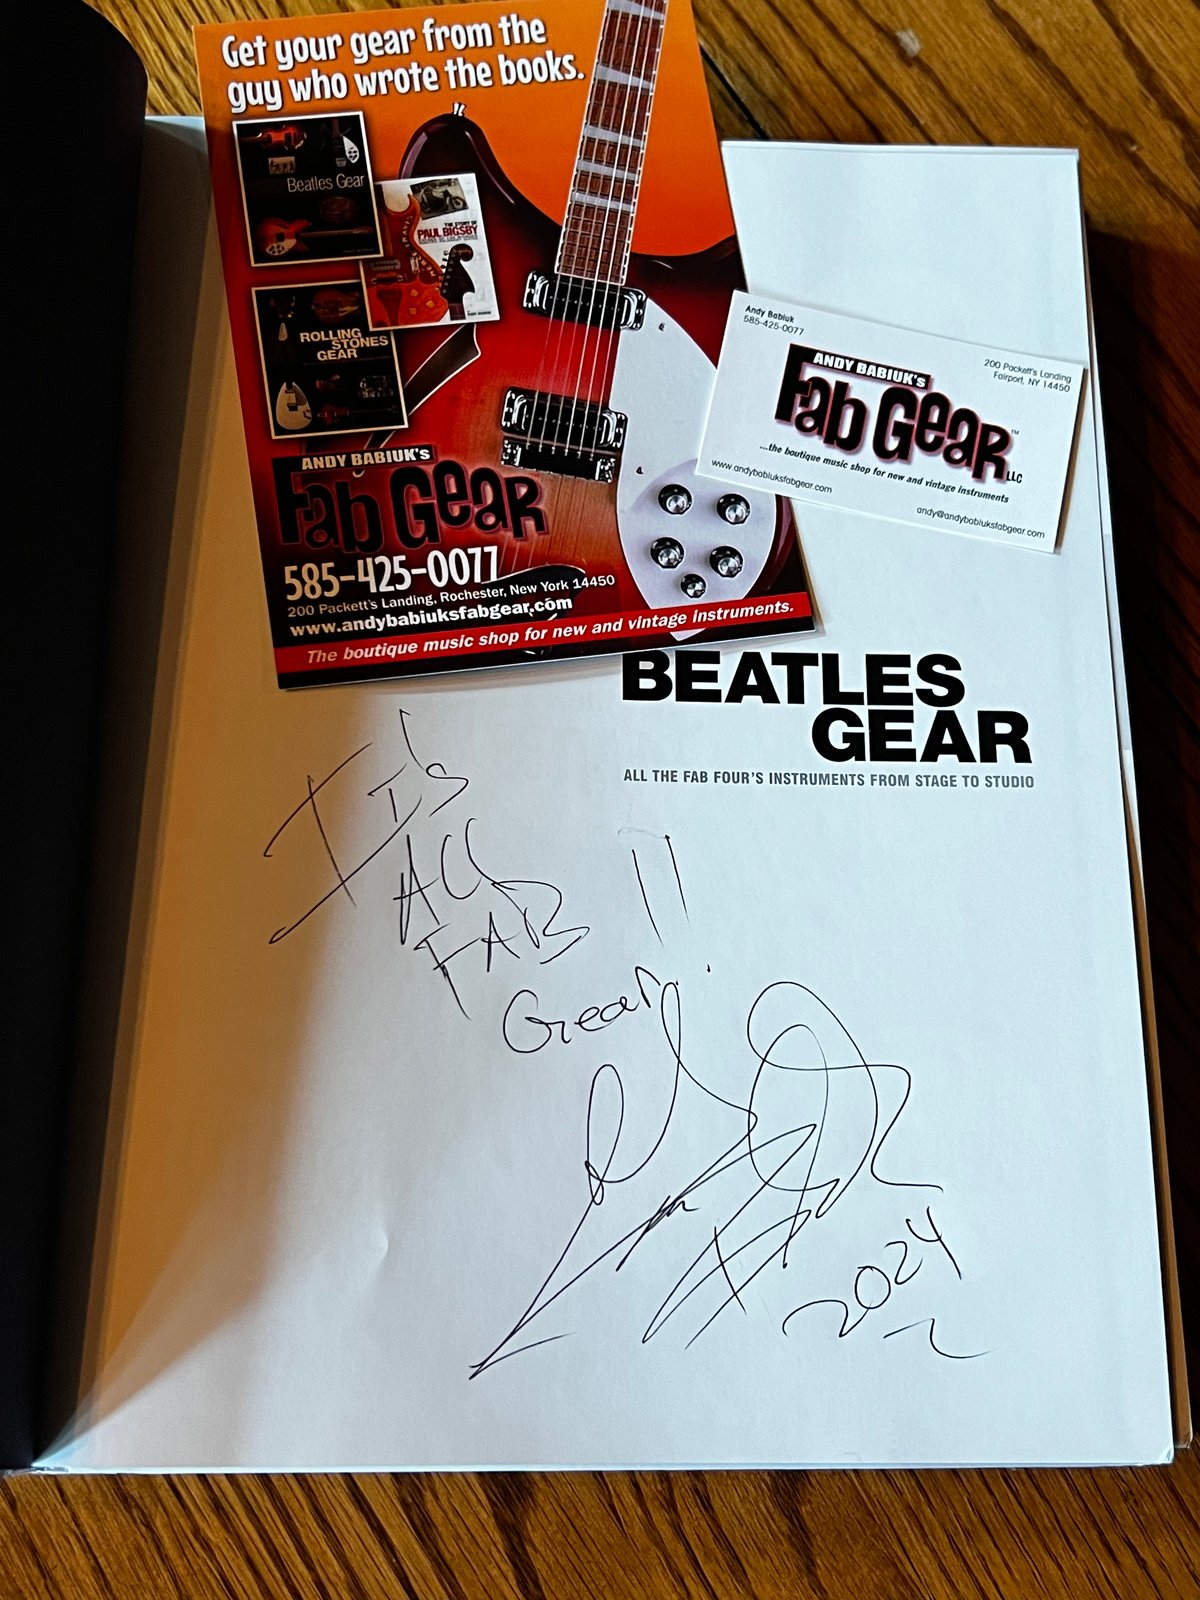 Get your gear from the
guy who wrote the books.
Beatles Gear
THE STORY OF
PAUL BIGSBY
ROLLING
STONES
GEAR
ANDY BABIUK's
Fab Gear
585-425-0077
200 Packett's Landing, Rochester, New York 14450
www.andybabiuksfabgear.com
The boutique music shop for new and vintage instruments.
Andy Babiuk
585-425-0077
200 Packett's Landing
Fairport, NY 14450
ANDY BABIUK's
Fab Gear™
LLC
...the boutique music shop for new and vintage instruments
www.andybabiuksfabgear.com
andy@andybabiuksfabgear.com
BEATLES
GEAR
ALL THE FAB FOUR'S INSTRUMENTS FROM STAGE TO STUDIO
It's
All
FAB
Gear!!
2024